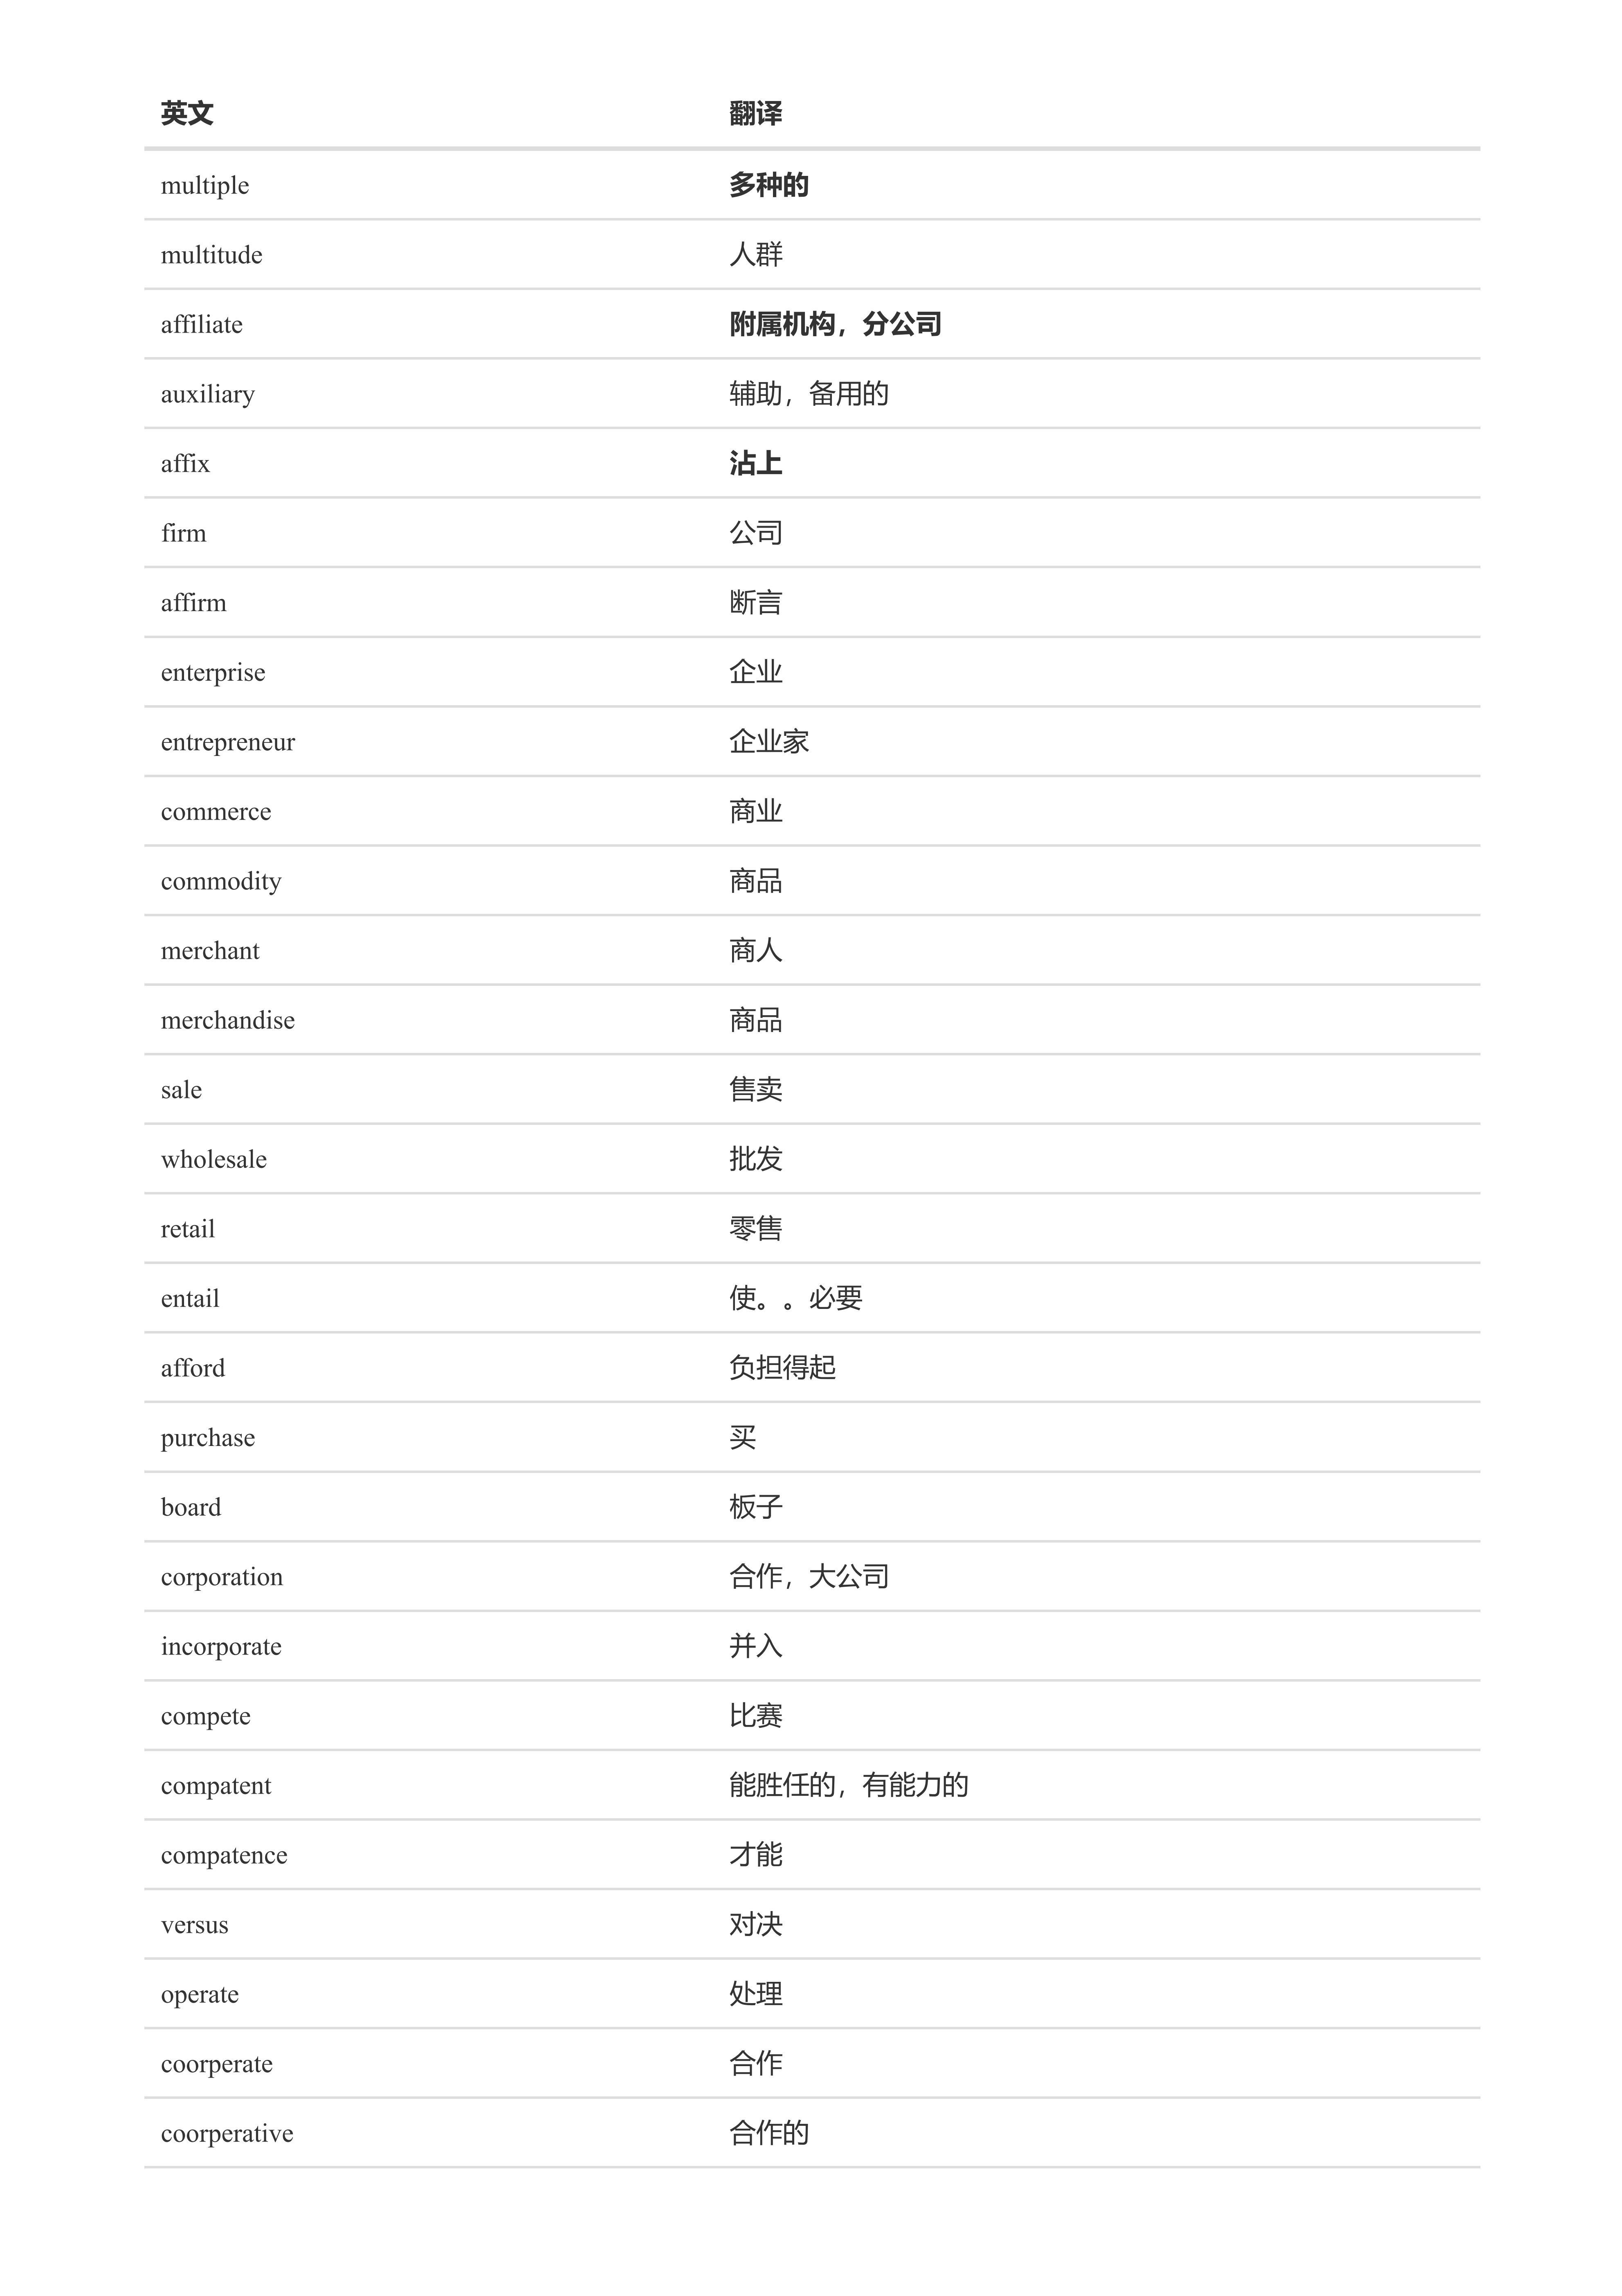 英文 翻译
multiple 多种的
multitude 人群
affiliate 附属机构，分公司
auxiliary 辅助，备用的
affix 沾上
firm 公司
affirm 断言
enterprise 企业
entrepreneur 企业家
commerce 商业
commodity 商品
merchant 商人
merchandise 商品
sale 售卖
wholesale 批发
retail 零售
entail 使。。必要
afford 负担得起
purchase 买
board 板子
corporation 合作，大公司
incorporate 并入
compete 比赛
compatent 能胜任的，有能力的
compatence 才能
versus 对决
operate 处理
coorperate 合作
coorperative 合作的